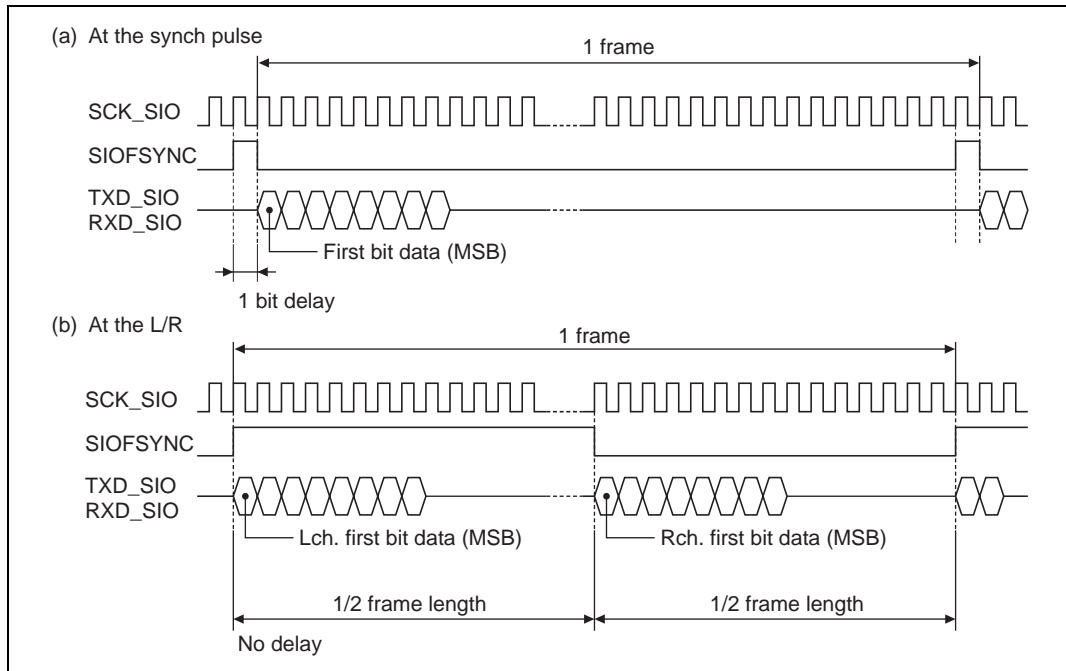 (a) At the synch pulse
1 frame
SCK_SIO
SIOFSYNC
TXD_SIO
RXD_SIO
First bit data (MSB)
1 bit delay
(b) At the L/R
1 frame
SCK_SIO
SIOFSYNC
TXD_SIO
RXD_SIO
Lch. first bit data (MSB)
Rch. first bit data (MSB)
1/2 frame length
1/2 frame length
No delay